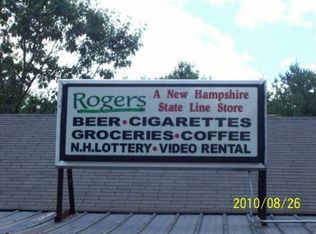 Rogers
A New Hampshire
State Line Store
BEER•CIGARETTES
GROCERIES•COFFEE
N.H.LOTTERY•VIDEO RENTAL
2010/08/26